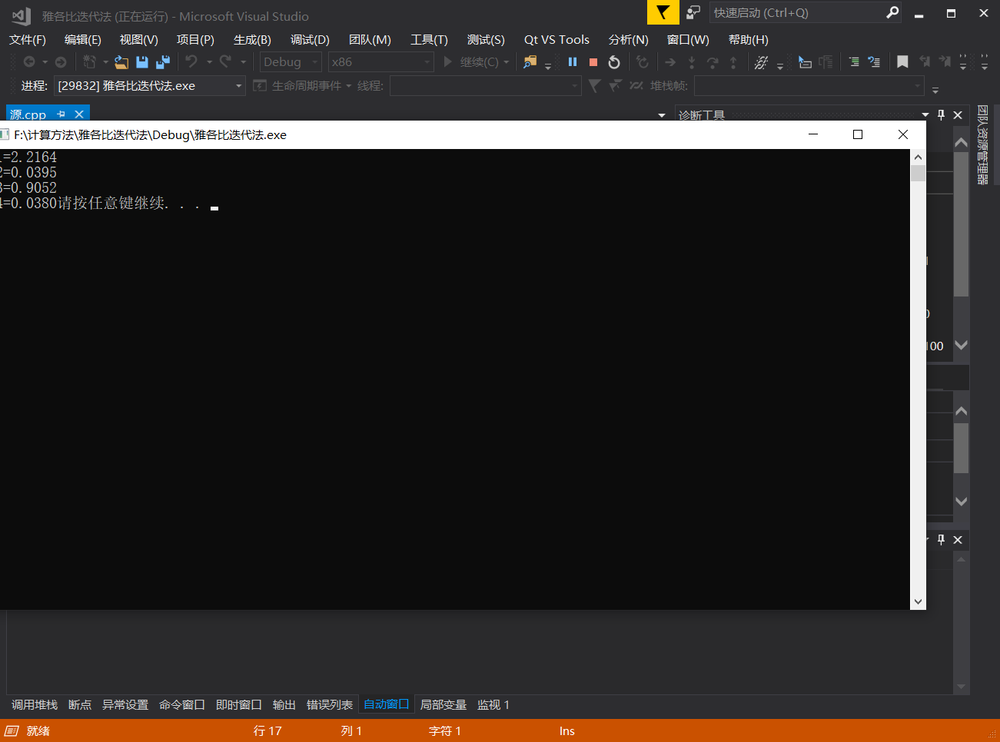 雅各比迭代法 (正在运行) - Microsoft Visual Studio
快速启动 (Ctrl+Q)
文件(F) 编辑(E) 视图(V) 项目(P) 生成(B) 调试(D) 团队(M) 工具(T) 测试(S) Qt VS Tools 分析(N) 窗口(W) 帮助(H)
Debug x86 继续(C)
进程: [29832] 雅各比迭代法.exe 生命周期事件 线程: 堆栈帧:
源.cpp 诊断工具
团队资源管理器
F:\计算方法\雅各比迭代法\Debug\雅各比迭代法.exe
=2.2164
2=0.0395
3=0.9052
4=0.0380请按任意键继续. . .
100
调用堆栈 断点 异常设置 命令窗口 即时窗口 输出 错误列表 自动窗口 局部变量 监视 1
就绪 行 17 列 1 字符 1 Ins